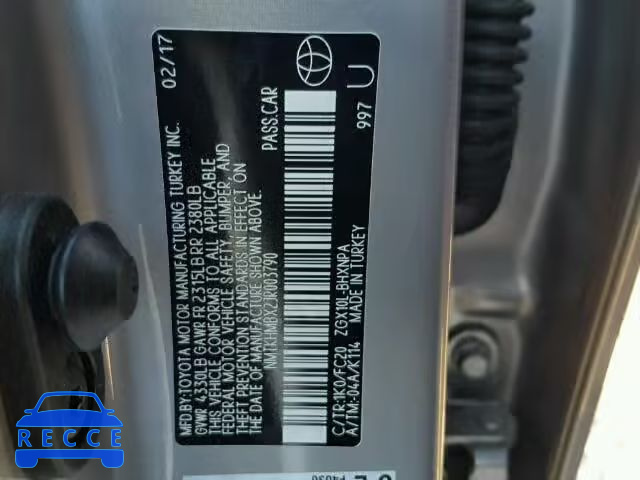 MFD BY:TOYOTA MOTOR MANUFACTURING TURKEY INC. 02/17
GVWR 4330LB GAWR FR 2315LB RR 2380LB
THIS VEHICLE CONFORMS TO ALL APPLICABLE
FEDERAL MOTOR VEHICLE SAFETY, BUMPER, AND
THEFT PREVENTION STANDARDS IN EFFECT ON
THE DATE OF MANUFACTURE SHOWN ABOVE.
NMTKHMBX21R003790 PASS.CAR
C/TR:1K0/FC20 ZGX10L-BHXNPA
A/TM:-04A/K114 MADE IN TURKEY 997 U
RECCE